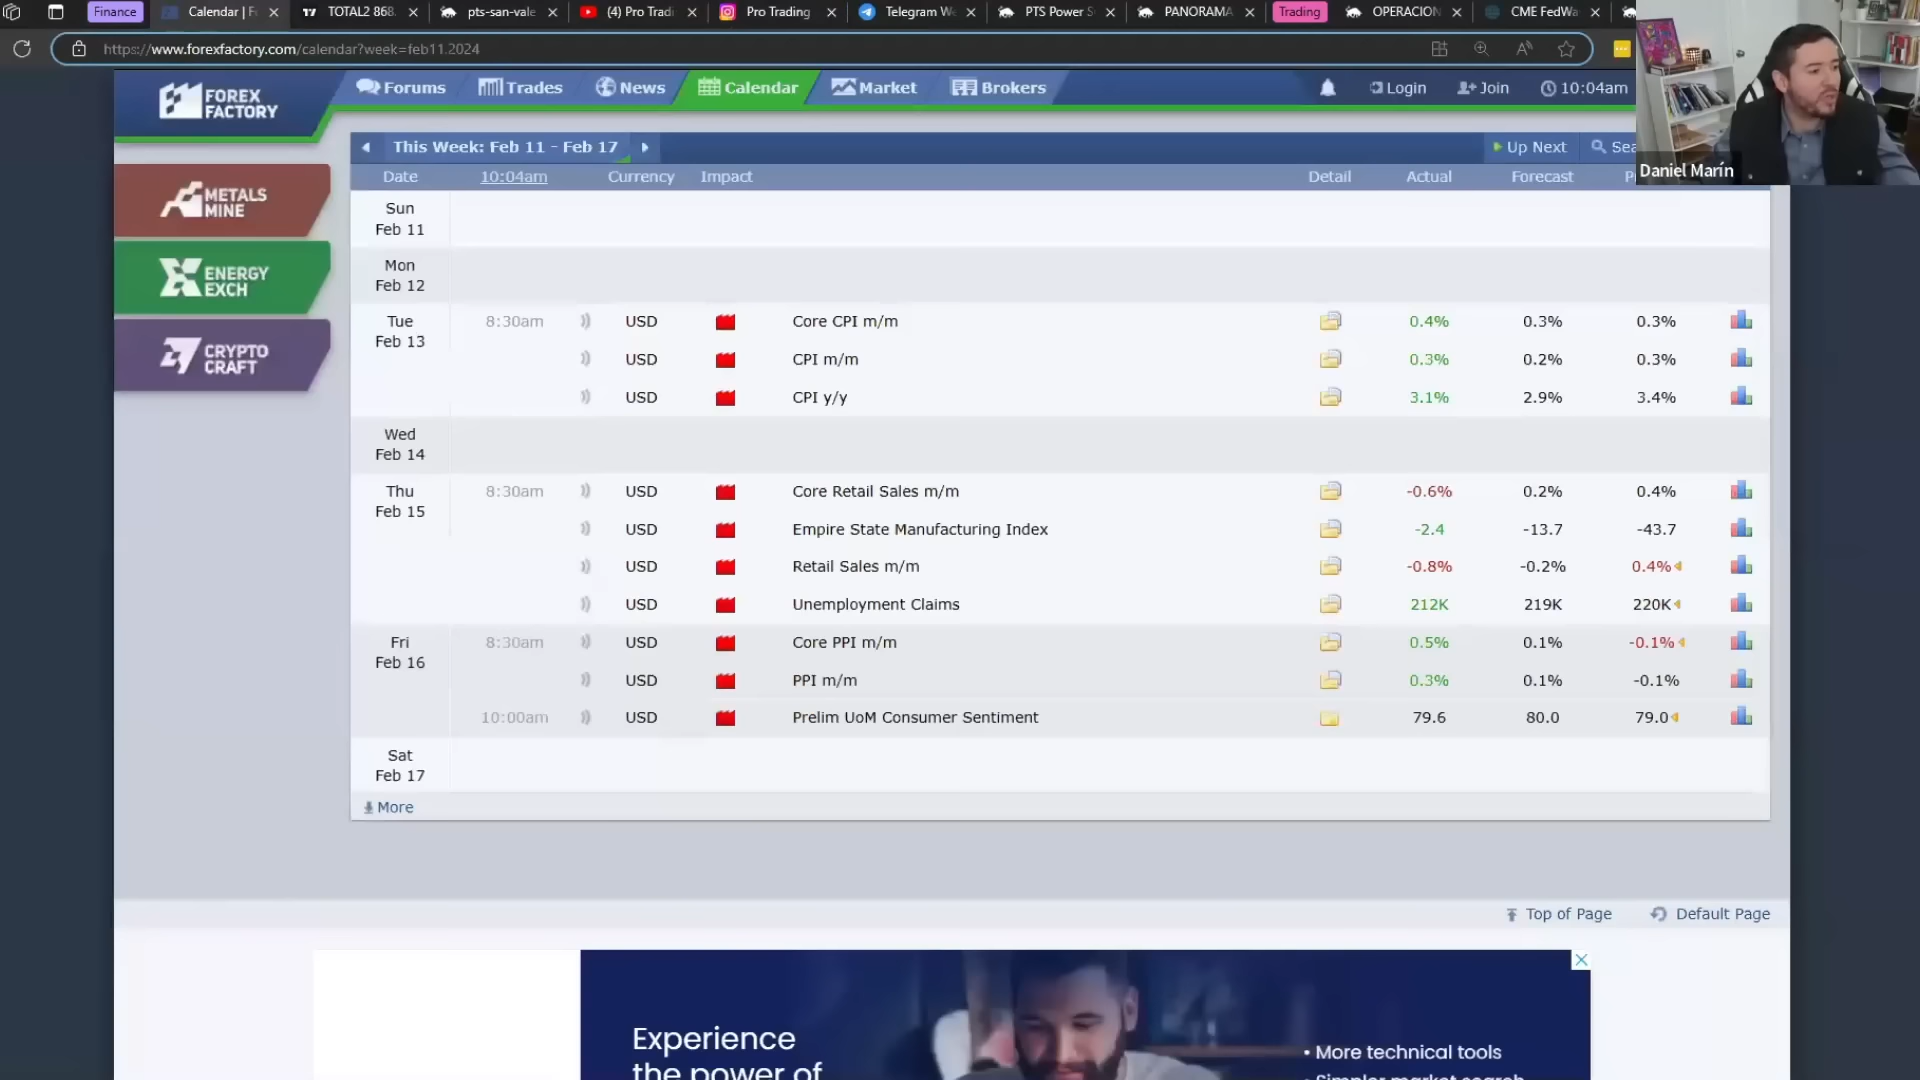 Finance
Calendar | F
TOTAL2 868.
pts-san-vale
(4) Pro Tradi
Pro Trading
Telegram We
PTS Power S
PANORAMA
Trading
OPERACION
CME FedWa
https://www.forexfactory.com/calendar?week=feb11.2024
FOREX
FACTORY
Forums
Trades
News
Calendar
Market
Brokers
Login
Join
10:04am
Daniel Marín
METALS
MINE
ENERGY
EXCH
CRYPTO
CRAFT
This Week: Feb 11 - Feb 17
Up Next
Sea
Date 10:04am Currency Impact Detail Actual Forecast P
Sun
Feb 11
Mon
Feb 12
Tue
Feb 13
8:30am USD Core CPI m/m 0.4% 0.3% 0.3%
USD CPI m/m 0.3% 0.2% 0.3%
USD CPI y/y 3.1% 2.9% 3.4%
Wed
Feb 14
Thu
Feb 15
8:30am USD Core Retail Sales m/m -0.6% 0.2% 0.4%
USD Empire State Manufacturing Index -2.4 -13.7 -43.7
USD Retail Sales m/m -0.8% -0.2% 0.4%
USD Unemployment Claims 212K 219K 220K
Fri
Feb 16
8:30am USD Core PPI m/m 0.5% 0.1% -0.1%
USD PPI m/m 0.3% 0.1% -0.1%
10:00am USD Prelim UoM Consumer Sentiment 79.6 80.0 79.0
Sat
Feb 17
More
Top of Page
Default Page
Experience
the power of
• More technical tools
• Simpler market search